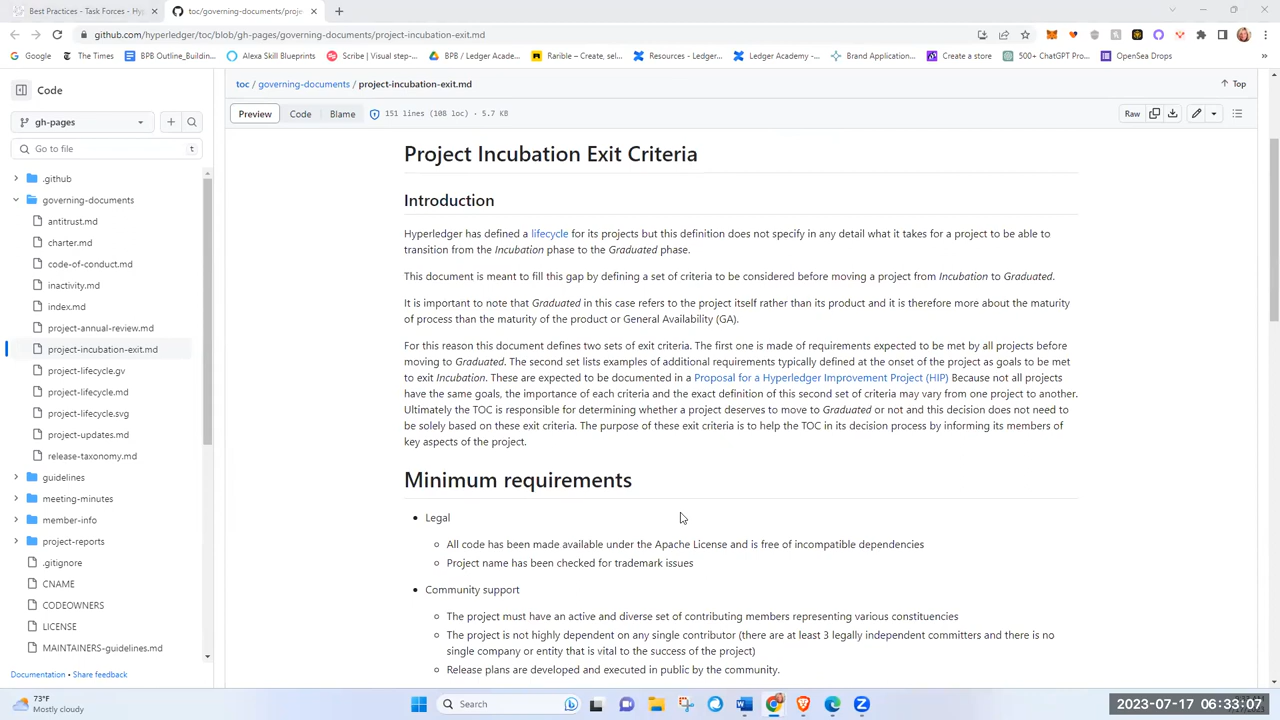 Best Practices - Task Forces - Hyp
toc/governing-documents/proje
github.com/hyperledger/toc/blob/gh-pages/governing-documents/project-incubation-exit.md
Google
The Times
BPB Outline_Building...
Alexa Skill Blueprints
Scribe | Visual step-...
BPB / Ledger Acade...
Rarible – Create, sel...
Resources - Ledger...
Ledger Academy -...
Brand Application...
Create a store
500+ ChatGPT Pro...
OpenSea Drops
»
Code
toc / governing-documents / project-incubation-exit.md
Top
gh-pages
Preview
Code
Blame
151 lines (108 loc) · 5.7 KB
Raw
Go to file
t
.github
governing-documents
antitrust.md
charter.md
code-of-conduct.md
inactivity.md
index.md
project-annual-review.md
project-incubation-exit.md
project-lifecycle.gv
project-lifecycle.md
project-lifecycle.svg
project-updates.md
release-taxonomy.md
guidelines
meeting-minutes
member-info
project-reports
.gitignore
CNAME
CODEOWNERS
LICENSE
MAINTAINERS-guidelines.md
Documentation • Share feedback
Project Incubation Exit Criteria
Introduction
Hyperledger has defined a lifecycle for its projects but this definition does not specify in any detail what it takes for a project to be able to
transition from the Incubation phase to the Graduated phase.
This document is meant to fill this gap by defining a set of criteria to be considered before moving a project from Incubation to Graduated.
It is important to note that Graduated in this case refers to the project itself rather than its product and it is therefore more about the maturity
of process than the maturity of the product or General Availability (GA).
For this reason this document defines two sets of exit criteria. The first one is made of requirements expected to be met by all projects before
moving to Graduated. The second set lists examples of additional requirements typically defined at the onset of the project as goals to be met
to exit Incubation. These are expected to be documented in a Proposal for a Hyperledger Improvement Project (HIP) Because not all projects
have the same goals, the importance of each criteria and the exact definition of this second set of criteria may vary from one project to another.
Ultimately the TOC is responsible for determining whether a project deserves to move to Graduated or not and this decision does not need to
be solely based on these exit criteria. The purpose of these exit criteria is to help the TOC in its decision process by informing its members of
key aspects of the project.
Minimum requirements
• Legal
All code has been made available under the Apache License and is free of incompatible dependencies
Project name has been checked for trademark issues
• Community support
The project must have an active and diverse set of contributing members representing various constituencies
The project is not highly dependent on any single contributor (there are at least 3 legally independent committers and there is no
single company or entity that is vital to the success of the project)
Release plans are developed and executed in public by the community.
73°F
Mostly cloudy
Search
2023-07-17 06:33:07